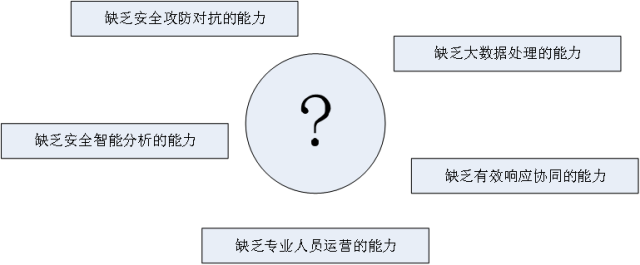 缺乏安全攻防对抗的能力
缺乏大数据处理的能力
?
缺乏安全智能分析的能力
缺乏有效响应协同的能力
缺乏专业人员运营的能力